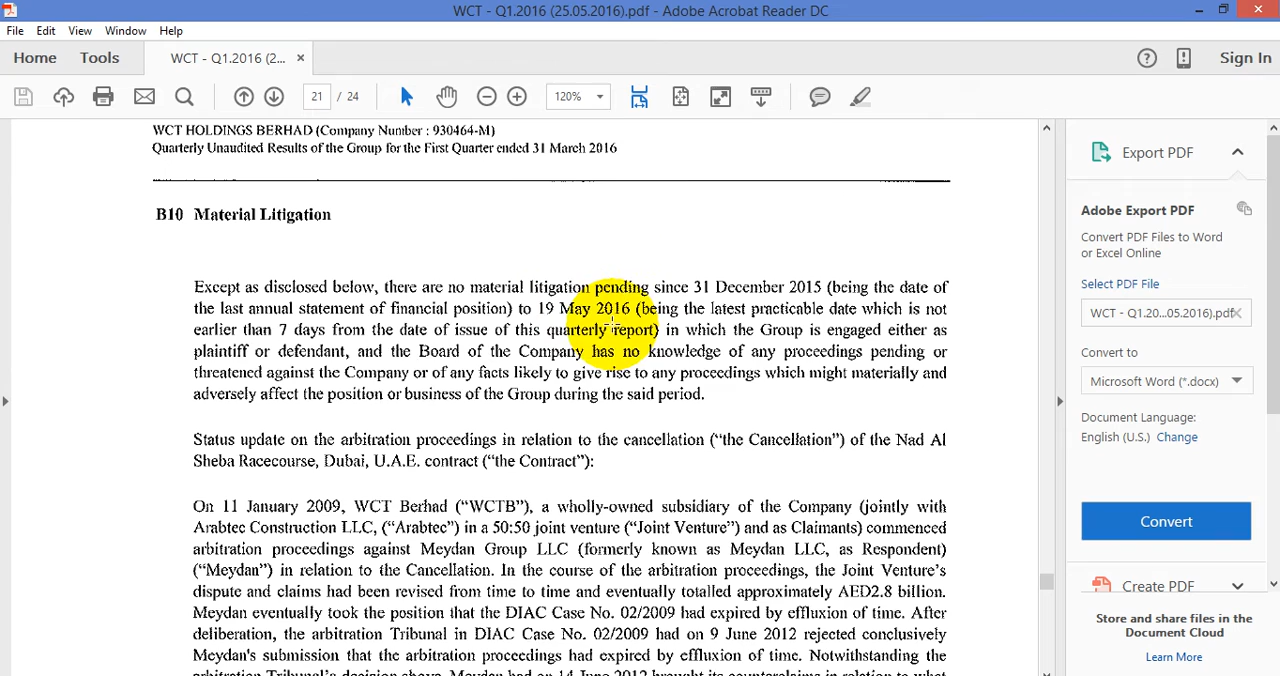 WCT - Q1.2016 (25.05.2016).pdf - Adobe Acrobat Reader DC
File Edit View Window Help
Home Tools WCT - Q1.2016 (2... × Sign In
21 / 24 120%
WCT HOLDINGS BERHAD (Company Number : 930464-M)
Quarterly Unaudited Results of the Group for the First Quarter ended 31 March 2016
B10 Material Litigation
Except as disclosed below, there are no material litigation pending since 31 December 2015 (being the date of
the last annual statement of financial position) to 19 May 2016 (being the latest practicable date which is not
earlier than 7 days from the date of issue of this quarterly report) in which the Group is engaged either as
plaintiff or defendant, and the Board of the Company has no knowledge of any proceedings pending or
threatened against the Company or of any facts likely to give rise to any proceedings which might materially and
adversely affect the position or business of the Group during the said period.
Status update on the arbitration proceedings in relation to the cancellation (“the Cancellation”) of the Nad Al
Sheba Racecourse, Dubai, U.A.E. contract (“the Contract”):
On 11 January 2009, WCT Berhad (“WCTB”), a wholly-owned subsidiary of the Company (jointly with
Arabtec Construction LLC, (“Arabtec”) in a 50:50 joint venture (“Joint Venture”) and as Claimants) commenced
arbitration proceedings against Meydan Group LLC (formerly known as Meydan LLC, as Respondent)
(“Meydan”) in relation to the Cancellation. In the course of the arbitration proceedings, the Joint Venture’s
dispute and claims had been revised from time to time and eventually totalled approximately AED2.8 billion.
Meydan eventually took the position that the DIAC Case No. 02/2009 had expired by effluxion of time. After
deliberation, the arbitration Tribunal in DIAC Case No. 02/2009 had on 9 June 2012 rejected conclusively
Meydan's submission that the arbitration proceedings had expired by effluxion of time. Notwithstanding the
arbitration Tribunal’s decision above, Meydan had on 14 June 2012 brought its counterclaims in relation to what
Export PDF
Adobe Export PDF
Convert PDF Files to Word
or Excel Online
Select PDF File
WCT - Q1.20...05.2016).pdf
Convert to
Microsoft Word (*.docx)
Document Language:
English (U.S.) Change
Convert
Create PDF
Store and share files in the
Document Cloud
Learn More